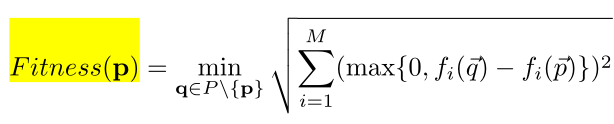 Fitness(𝐩) = min_{𝐪∈P\{𝐩}} √(∑_{i=1}^{M} (max{0, f_i(q⃗) − f_i(p⃗)})²)